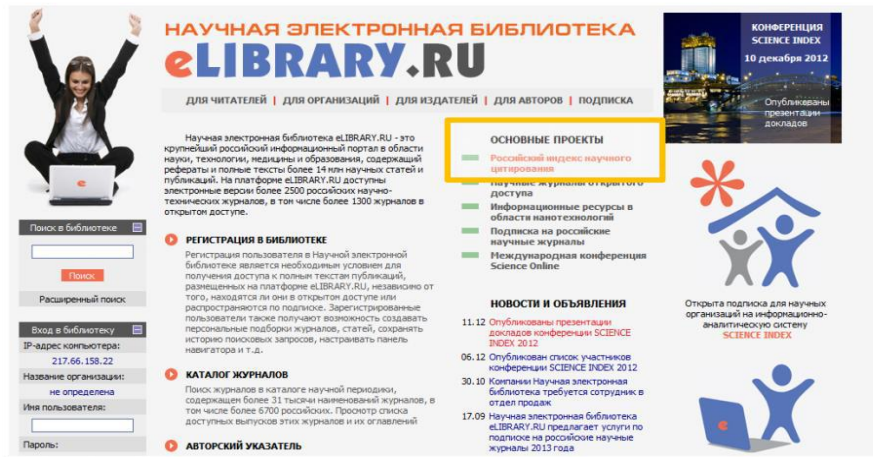 НАУЧНАЯ ЭЛЕКТРОННАЯ БИБЛИОТЕКА
eLIBRARY.RU
ДЛЯ ЧИТАТЕЛЕЙ | ДЛЯ ОРГАНИЗАЦИЙ | ДЛЯ ИЗДАТЕЛЕЙ | ДЛЯ АВТОРОВ | ПОДПИСКА
КОНФЕРЕНЦИЯ
SCIENCE INDEX
10 декабря 2012
Опубликованы
презентации
докладов
Поиск в библиотеке
Поиск
Расширенный поиск
Вход в библиотеку
IP-адрес компьютера:
217.66.158.22
Название организации:
не определена
Имя пользователя:
Пароль:
Научная электронная библиотека eLIBRARY.RU - это
крупнейший российский информационный портал в области
науки, технологии, медицины и образования, содержащий
рефераты и полные тексты более 14 млн научных статей и
публикаций. На платформе eLIBRARY.RU доступны
электронные версии более 2500 российских научно-
технических журналов, в том числе более 1300 журналов в
открытом доступе.
РЕГИСТРАЦИЯ В БИБЛИОТЕКЕ
Регистрация пользователя в Научной электронной
библиотеке является необходимым условием для
получения доступа к полным текстам публикаций,
размещенных на платформе eLIBRARY.RU, независимо от
того, находятся ли они в открытом доступе или
распространяются по подписке. Зарегистрированные
пользователи также получают возможность создавать
персональные подборки журналов, статей, сохранять
историю поисковых запросов, настраивать панель
навигатора и т.д.
КАТАЛОГ ЖУРНАЛОВ
Поиск журналов в каталоге научной периодики,
содержащем более 31 тысячи наименований журналов, в
том числе более 6700 российских. Просмотр списка
доступных выпусков этих журналов и их оглавлений
АВТОРСКИЙ УКАЗАТЕЛЬ
ОСНОВНЫЕ ПРОЕКТЫ
Российский индекс научного
цитирования
Научные журналы открытого
доступа
Информационные ресурсы в
области нанотехнологий
Подписка на российские
научные журналы
Международная конференция
Science Online
НОВОСТИ И ОБЪЯВЛЕНИЯ
11.12 Опубликованы презентации
докладов конференции SCIENCE
INDEX 2012
06.12 Опубликован список участников
конференции SCIENCE INDEX 2012
30.10 Компании Научная электронная
библиотека требуется сотрудник в
отдел продаж
17.09 Научная электронная библиотека
eLIBRARY.RU предлагает услуги по
подписке на российские научные
журналы 2013 года
Открыта подписка для научных
организаций на информационно-
аналитическую систему
SCIENCE INDEX